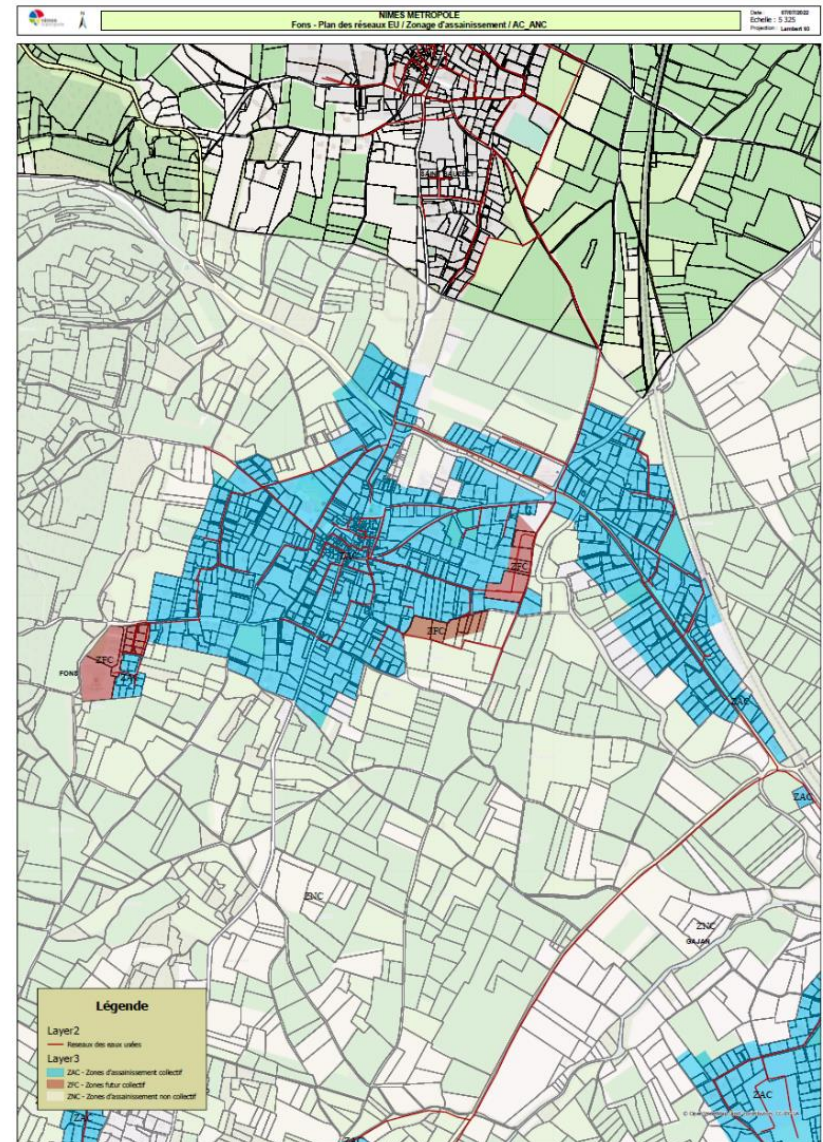 NIMES METROPOLE
Fons - Plan des réseaux EU / Zonage d'assainissement / AC_ANC
Date : 07/07/2022
Echelle : 5 325
Projection : Lambert 93
N
ZFC
ZFC
ZFC
FONS
ZAC
ZAC
ZNC
ZNC
GAJAN
Légende
Layer2
Reseaux des eaux usées
Layer3
ZAC - Zones d'assainissement collectif
ZFC - Zones futur collectif
ZNC - Zones d'assainissement non collectif
ZAC
ZAC
ZAC